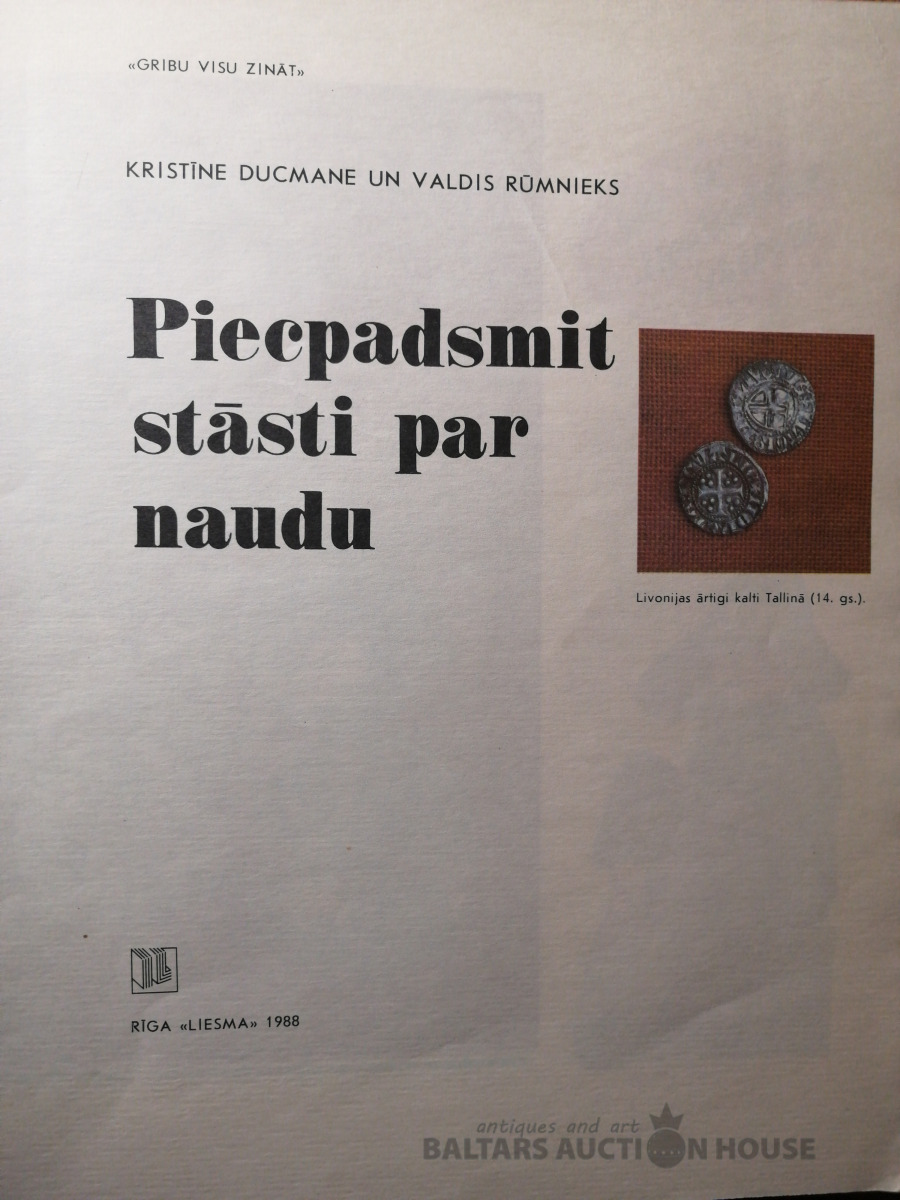 «GRIBU VISU ZINĀT»
KRISTĪNE DUCMANE UN VALDIS RŪMNIEKS
Piecpadsmit
stāsti par
naudu
Livonijas ārtigi kalti Tallinā (14. gs.).
RĪGA «LIESMA» 1988
antiques and art
BALTARS AUCTION HOUSE